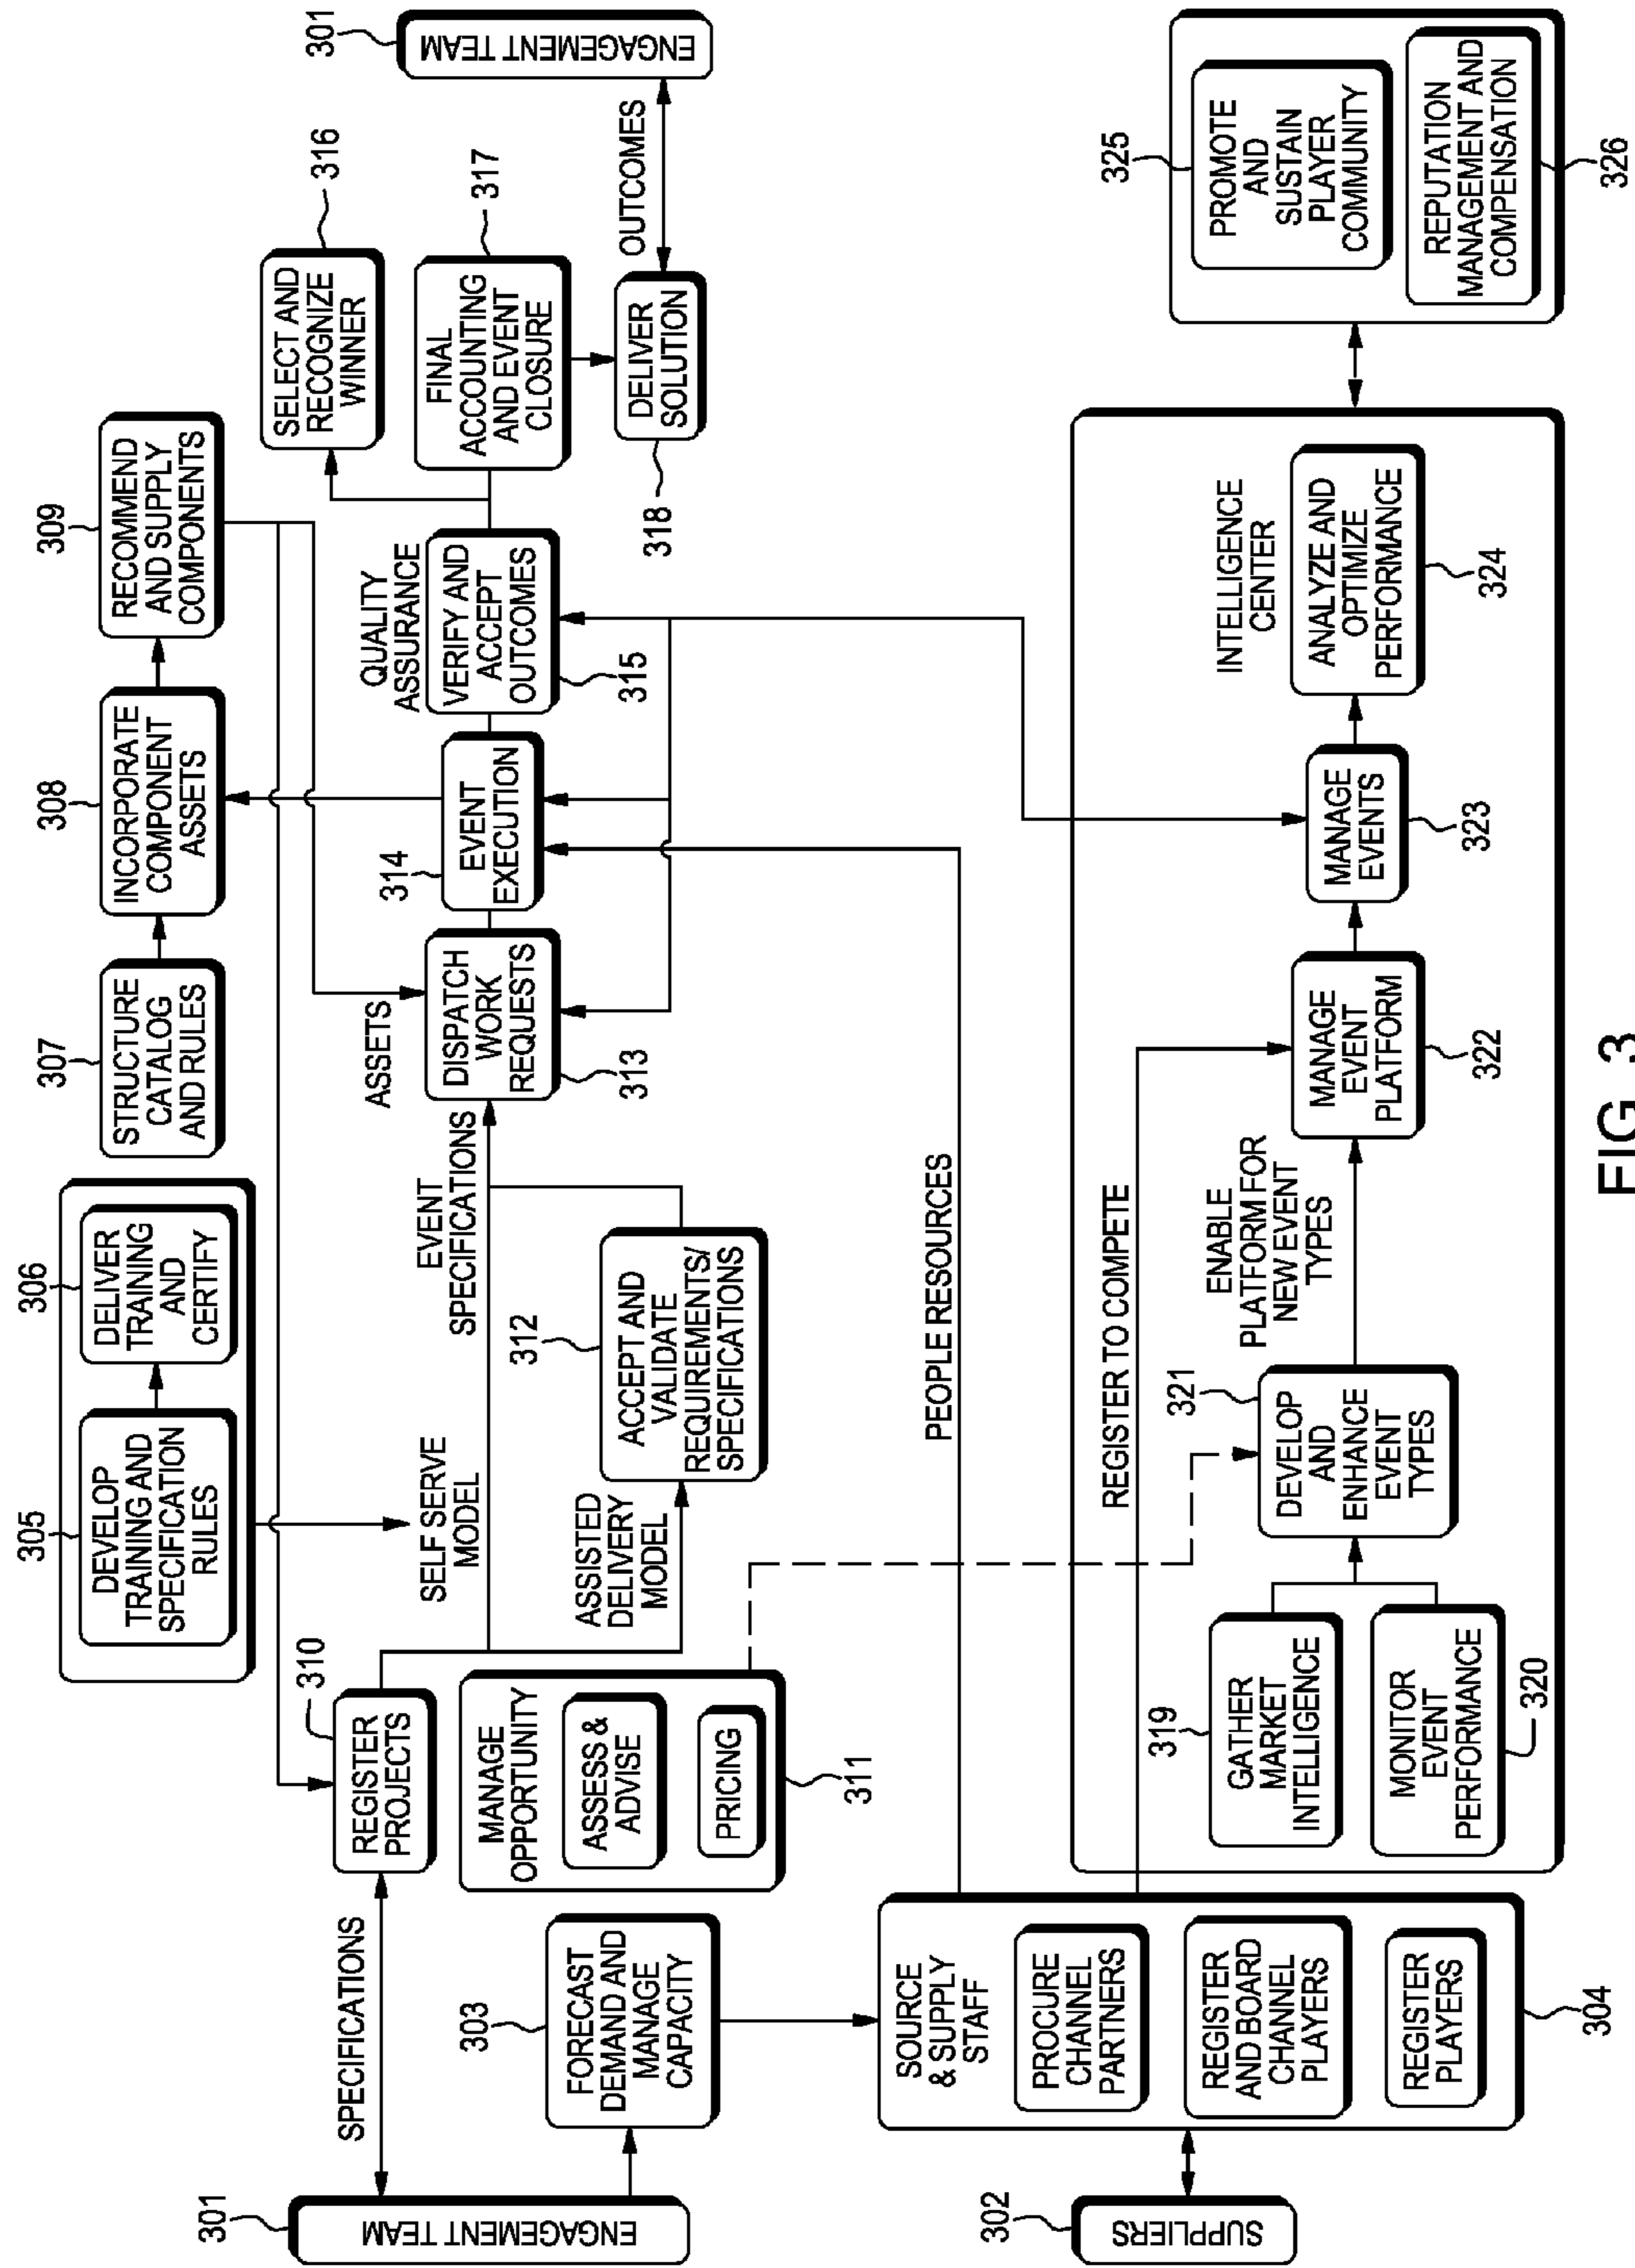 301
ENGAGEMENT TEAM
SPECIFICATIONS
303
FORECAST
DEMAND AND
MANAGE
CAPACITY
302
SUPPLIERS
SOURCE
& SUPPLY
STAFF
PROCURE
CHANNEL
PARTNERS
REGISTER
AND BOARD
CHANNEL
PLAYERS
REGISTER
PLAYERS
304
305
DEVELOP
TRAINING AND
SPECIFICATION
RULES
306
DELIVER
TRAINING
AND
CERTIFY
307
STRUCTURE
CATALOG
AND RULES
308
INCORPORATE
COMPONENT
ASSETS
309
RECOMMEND
AND SUPPLY
COMPONENTS
310
REGISTER
PROJECTS
MANAGE
OPPORTUNITY
ASSESS &
ADVISE
PRICING
311
SELF SERVE
MODEL
ASSISTED
DELIVERY
MODEL
312
ACCEPT AND
VALIDATE
REQUIREMENTS/
SPECIFICATIONS
EVENT
SPECIFICATIONS
ASSETS
DISPATCH
WORK
REQUESTS
313
314
EVENT
EXECUTION
QUALITY
ASSURANCE
VERIFY AND
ACCEPT
OUTCOMES
315
316
SELECT AND
RECOGNIZE
WINNER
317
FINAL
ACCOUNTING
AND EVENT
CLOSURE
DELIVER
SOLUTION
318
OUTCOMES
301
ENGAGEMENT TEAM
PEOPLE RESOURCES
REGISTER TO COMPETE
319
GATHER
MARKET
INTELLIGENCE
MONITOR
EVENT
PERFORMANCE
320
321
DEVELOP
AND
ENHANCE
EVENT
TYPES
ENABLE
PLATFORM FOR
NEW EVENT
TYPES
MANAGE
EVENT
PLATFORM
322
MANAGE
EVENTS
323
INTELLIGENCE
CENTER
ANALYZE AND
OPTIMIZE
PERFORMANCE
324
325
PROMOTE
AND
SUSTAIN
PLAYER
COMMUNITY
REPUTATION
MANAGEMENT AND
COMPENSATION
326
FIG. 3